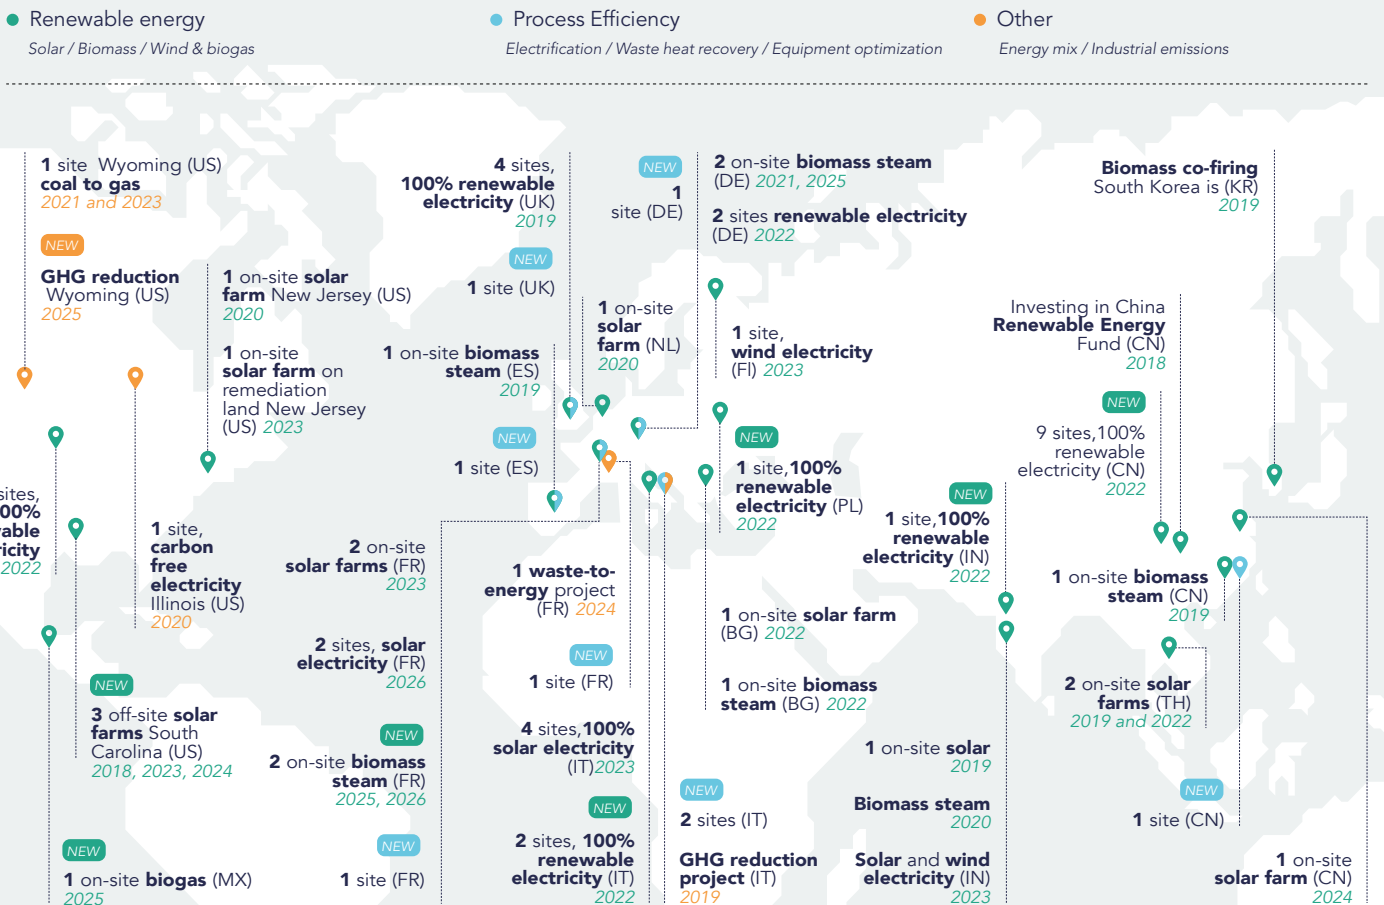 Renewable energy
Solar / Biomass / Wind & biogas
Process Efficiency
Electrification / Waste heat recovery / Equipment optimization
Other
Energy mix / Industrial emissions
1 site Wyoming (US)
coal to gas
2021 and 2023
NEW
GHG reduction
Wyoming (US)
2025
1 on-site solar
farm New Jersey (US)
2020
1 on-site
solar farm on
remediation
land New Jersey
(US) 2023
4 sites,
100% renewable
electricity (UK)
2019
NEW
1 site (UK)
1 on-site biomass
steam (ES)
2019
NEW
1 site (ES)
NEW
1
site (DE)
2 on-site biomass steam
(DE) 2021, 2025
2 sites renewable electricity
(DE) 2022
1 on-site
solar
farm (NL)
2020
1 site,
wind electricity
(FI) 2023
Biomass co-firing
South Korea is (KR)
2019
Investing in China
Renewable Energy
Fund (CN)
2018
NEW
9 sites,100%
renewable
electricity (CN)
2022
NEW
1 site,100%
renewable
electricity (PL)
2022
NEW
1 site,100%
renewable
electricity (IN)
2022
sites,
2022
1 site,
carbon
free
electricity
Illinois (US)
2020
2 on-site
solar farms (FR)
2023
2 sites, solar
electricity (FR)
2026
NEW
2 on-site biomass
steam (FR)
2025, 2026
NEW
1 site (FR)
1 waste-to-
energy project
(FR) 2024
NEW
1 site (FR)
4 sites,100%
solar electricity
(IT)2023
NEW
2 sites, 100%
renewable
electricity (IT)
2022
1 on-site solar farm
(BG) 2022
1 on-site biomass
steam (BG) 2022
NEW
2 sites (IT)
GHG reduction
project (IT)
2019
1 on-site solar
2019
Biomass steam
2020
Solar and wind
electricity (IN)
2023
1 on-site biomass
steam (CN)
2019
2 on-site solar
farms (TH)
2019 and 2022
NEW
1 site (CN)
1 on-site
solar farm (CN)
2024
NEW
3 off-site solar
farms South
Carolina (US)
2018, 2023, 2024
NEW
1 on-site biogas (MX)
2025